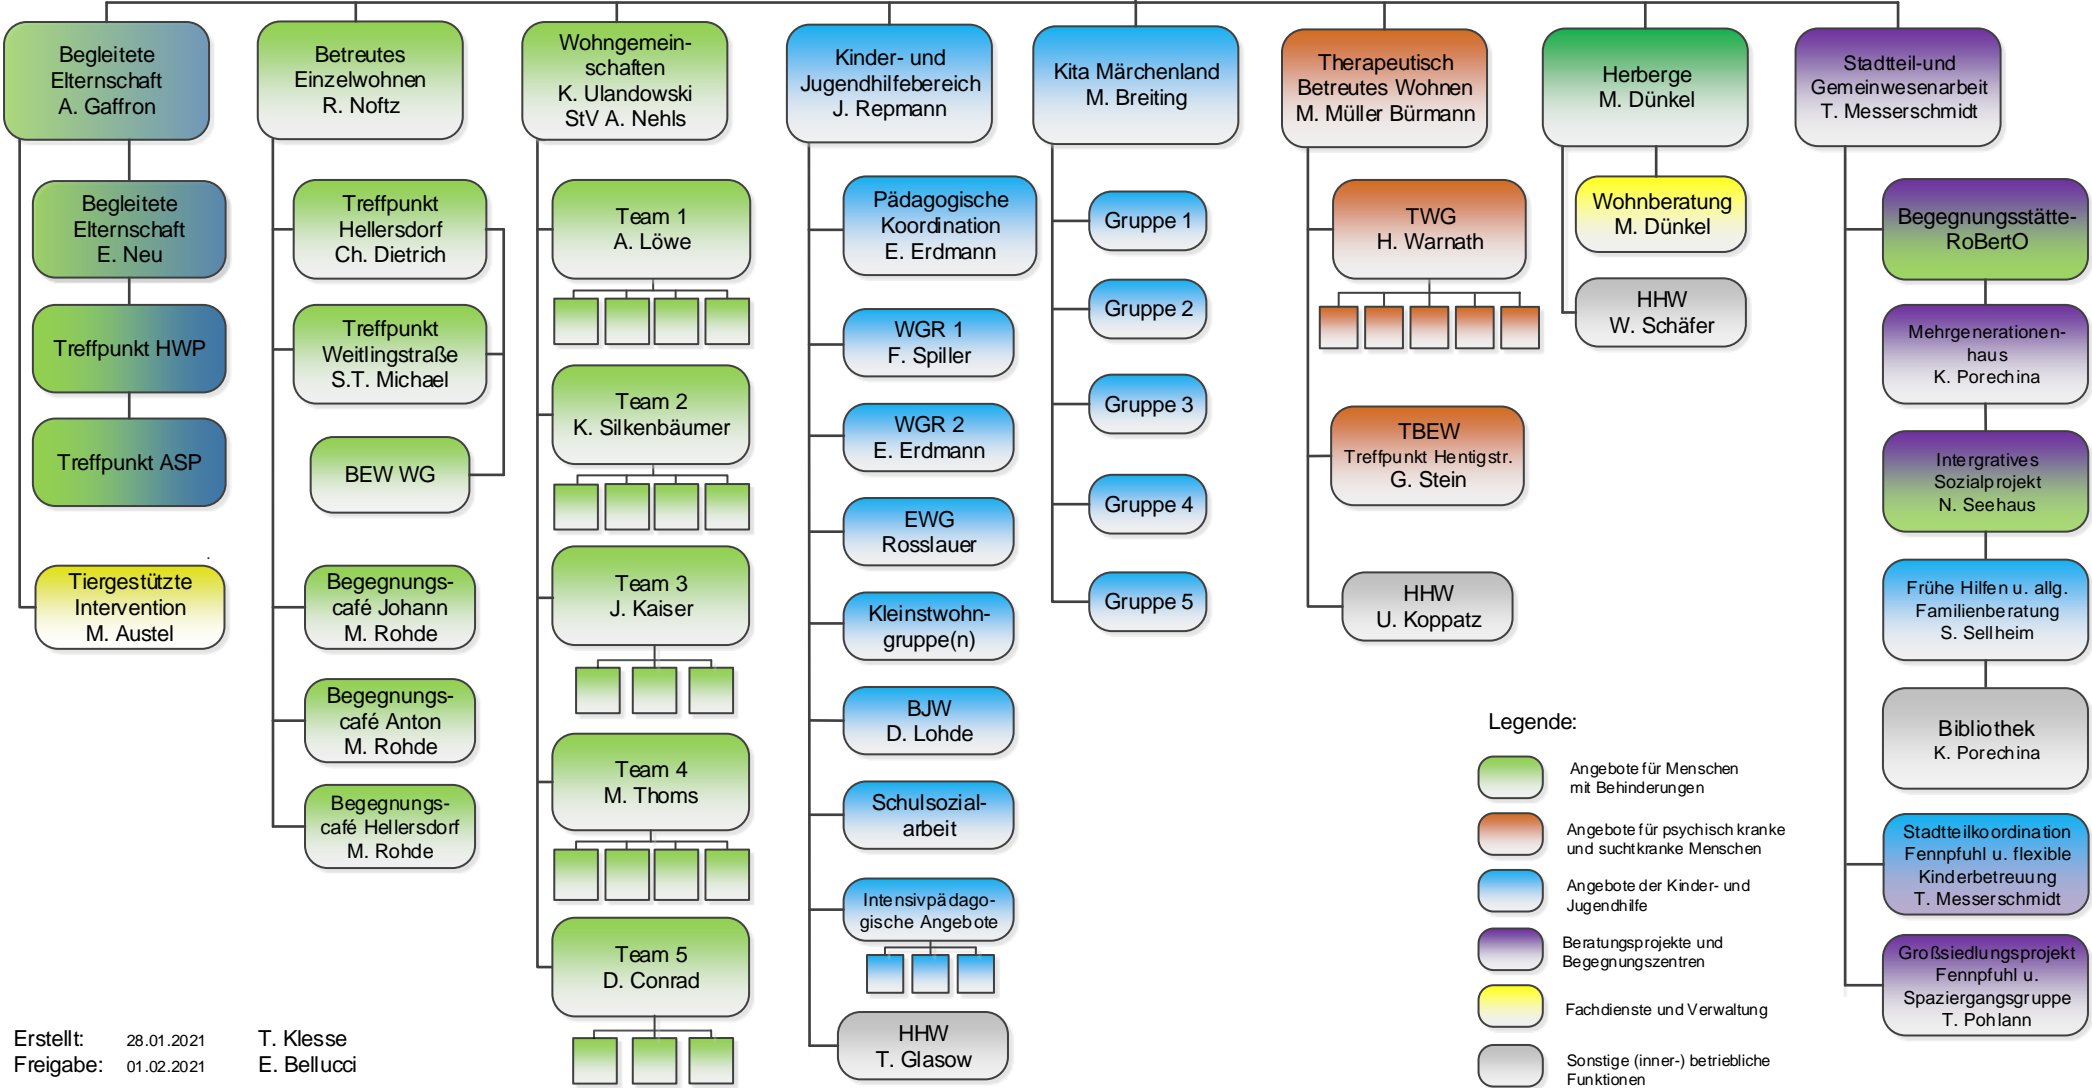 Begleitete
Elternschaft
A. Gaffron
Begleitete
Elternschaft
E. Neu
Treffpunkt HWP
Treffpunkt ASP
Tiergestützte
Intervention
M. Austel
Betreutes
Einzelwohnen
R. Noftz
Treffpunkt
Hellersdorf
Ch. Dietrich
Treffpunkt
Weitlingstraße
S.T. Michael
BEW WG
Begegnungs-
café Johann
M. Rohde
Begegnungs-
café Anton
M. Rohde
Begegnungs-
café Hellersdorf
M. Rohde
Wohngemein-
schaften
K. Ulandowski
StV A. Nehls
Team 1
A. Löwe
Team 2
K. Silkenbäumer
Team 3
J. Kaiser
Team 4
M. Thoms
Team 5
D. Conrad
Kinder- und
Jugendhilfebereich
J. Repmann
Pädagogische
Koordination
E. Erdmann
WGR 1
F. Spiller
WGR 2
E. Erdmann
EWG
Rosslauer
Kleinstwohn-
gruppe(n)
BJW
D. Lohde
Schulsozial-
arbeit
Intensivpädago-
gische Angebote
HHW
T. Glasow
Kita Märchenland
M. Breiting
Gruppe 1
Gruppe 2
Gruppe 3
Gruppe 4
Gruppe 5
Therapeutisch
Betreutes Wohnen
M. Müller Bürmann
TWG
H. Warnath
TBEW
Treffpunkt Hentigstr.
G. Stein
HHW
U. Koppatz
Herberge
M. Dünkel
Wohnberatung
M. Dünkel
HHW
W. Schäfer
Stadtteil-und
Gemeinwesenarbeit
T. Messerschmidt
Begegnungsstätte-
RoBertO
Mehrgenerationen-
haus
K. Porechina
Intergratives
Sozialprojekt
N. Seehaus
Frühe Hilfen u. allg.
Familienberatung
S. Sellheim
Bibliothek
K. Porechina
Stadtteilkoordination
Fennpfuhl u. flexible
Kinderbetreuung
T. Messerschmidt
Großsiedlungsprojekt
Fennpfuhl u.
Spaziergangsgruppe
T. Pohlann
Legende:
Angebote für Menschen
mit Behinderungen
Angebote für psychisch kranke
und suchtkranke Menschen
Angebote der Kinder- und
Jugendhilfe
Beratungsprojekte und
Begegnungszentren
Fachdienste und Verwaltung
Sonstige (inner-) betriebliche
Funktionen
Erstellt: 28.01.2021 T. Klesse
Freigabe: 01.02.2021 E. Bellucci